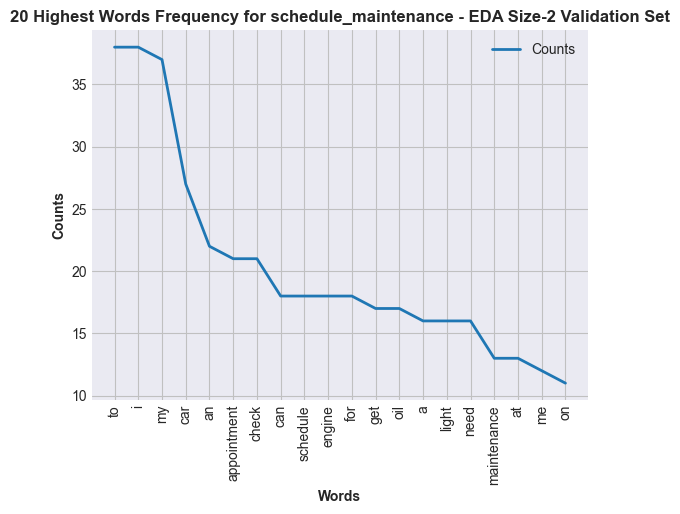 20 Highest Words Frequency for schedule_maintenance - EDA Size-2 Validation Set
Counts
35
30
25
20
15
10
Counts
to
i
my
car
an
appointment
check
can
schedule
engine
for
get
oil
a
light
need
maintenance
at
me
on
Words